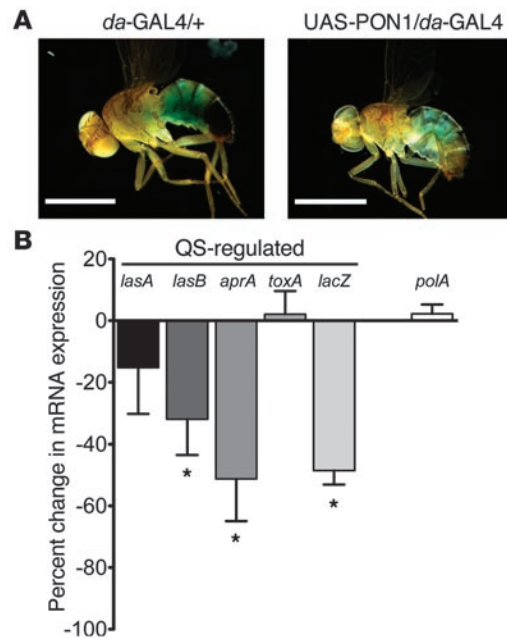 A
da-GAL4/+
UAS-PON1/da-GAL4
B
QS-regulated
lasA lasB aprA toxA lacZ polA
20
0
-20
-40
-60
-80
-100
Percent change in mRNA expression
*
*
*